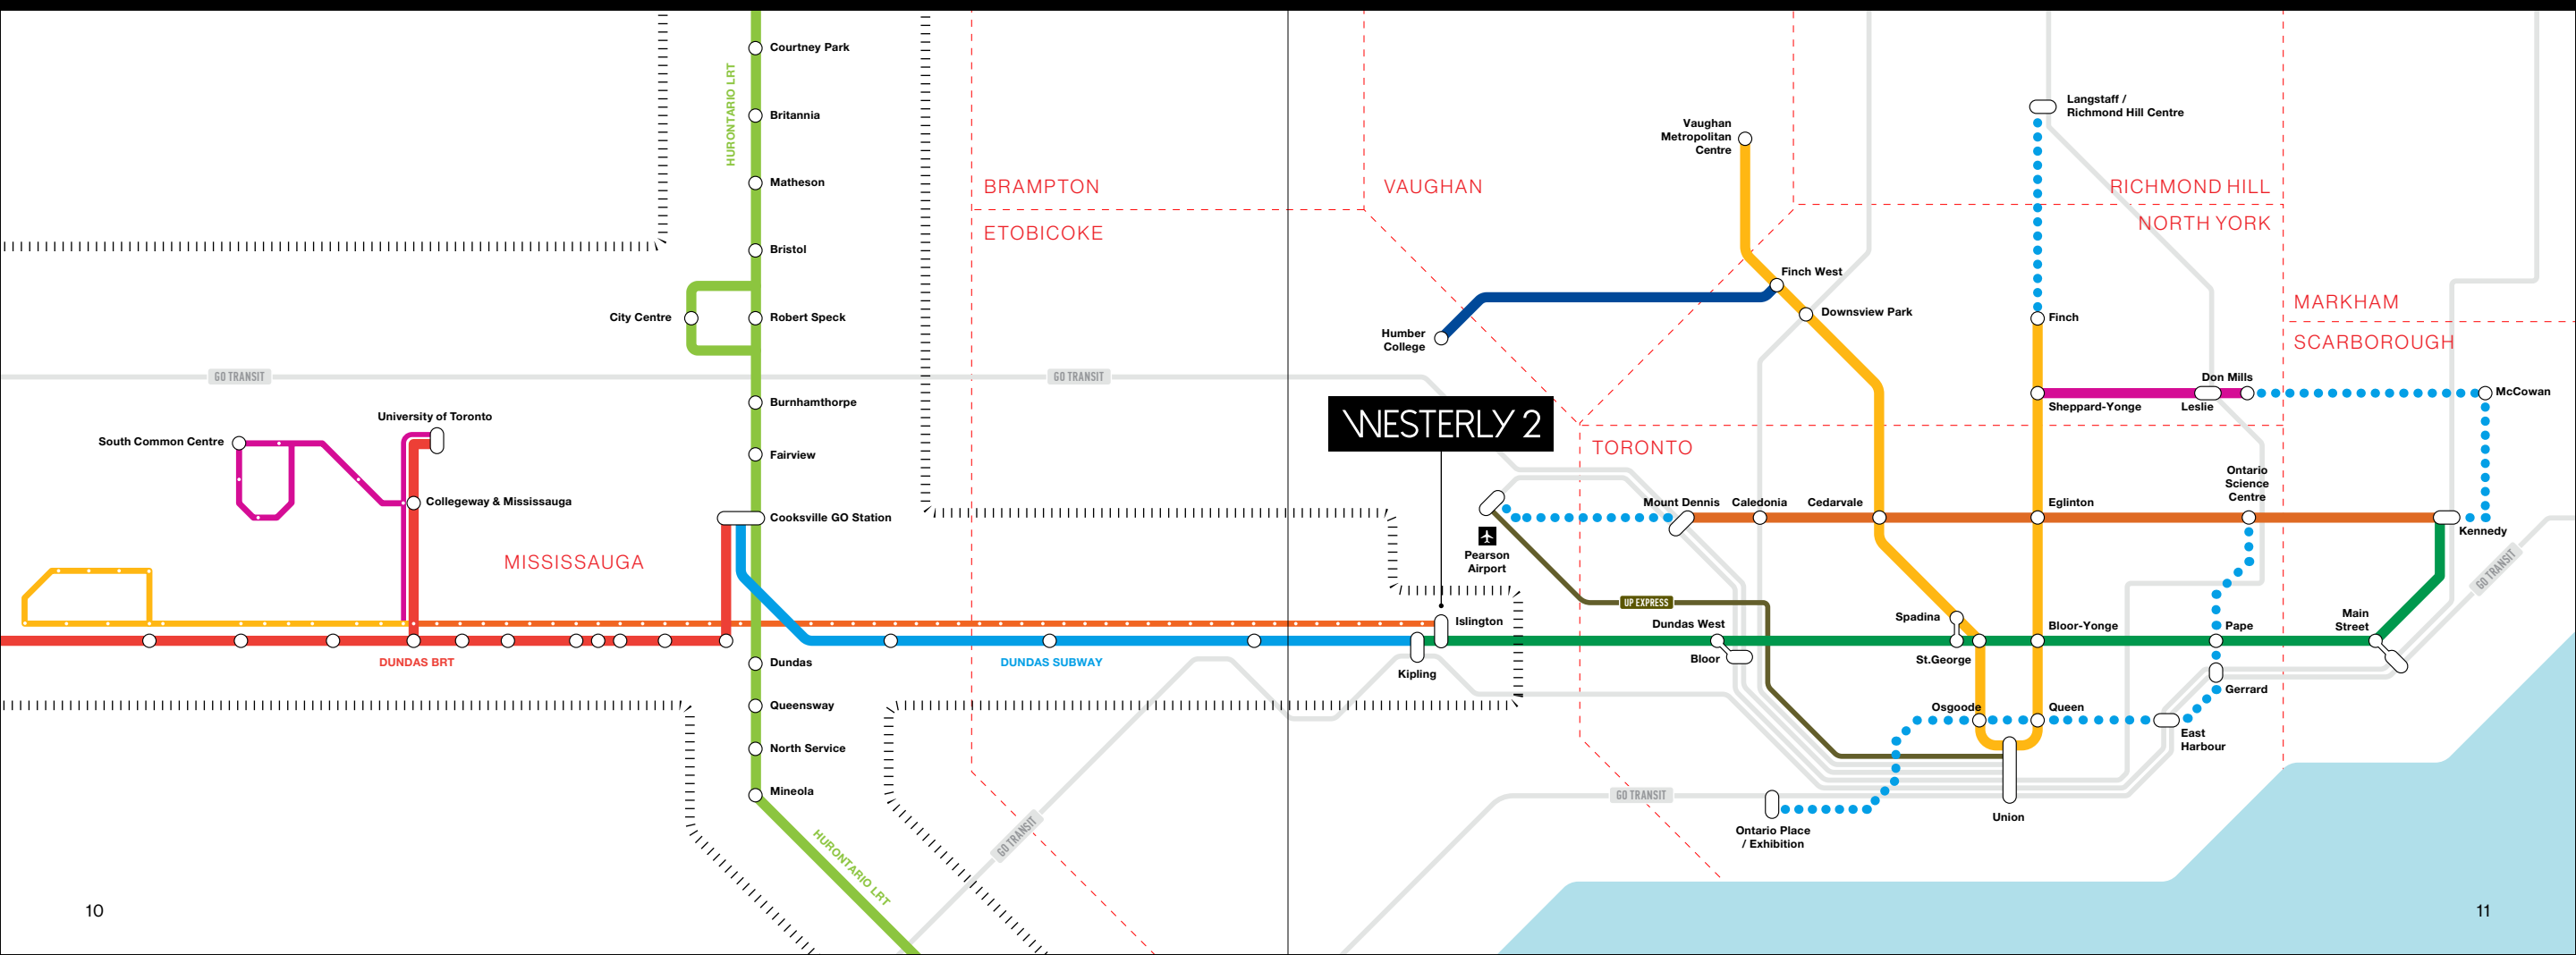 Courtney Park
HURONTARIO LRT
Britannia
Matheson
Bristol
City Centre
Robert Speck
GO TRANSIT
GO TRANSIT
Burnhamthorpe
University of Toronto
South Common Centre
Fairview
Collegeway & Mississauga
Cooksville GO Station
MISSISSAUGA
DUNDAS BRT
Dundas
DUNDAS SUBWAY
Queensway
North Service
Mineola
HURONTARIO LRT
GO TRANSIT
10
BRAMPTON
ETOBICOKE
VAUGHAN
Vaughan
Metropolitan
Centre
Langstaff /
Richmond Hill Centre
RICHMOND HILL
NORTH YORK
Finch West
Downsview Park
Humber
College
Finch
MARKHAM
SCARBOROUGH
Don Mills
McCowan
Sheppard-Yonge
Leslie
WESTERLY 2
TORONTO
Ontario
Science
Centre
Mount Dennis
Caledonia
Cedarvale
Eglinton
Kennedy
Pearson
Airport
GO TRANSIT
UP EXPRESS
Islington
Dundas West
Spadina
Bloor-Yonge
Pape
Main
Street
Kipling
Bloor
St.George
Gerrard
Osgoode
Queen
East
Harbour
GO TRANSIT
Union
Ontario Place
/ Exhibition
11